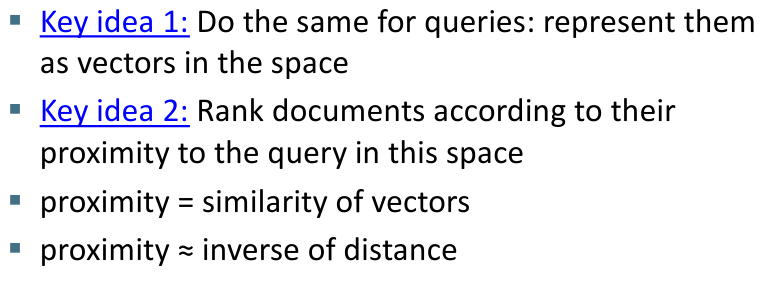 ▪ Key idea 1: Do the same for queries: represent them
as vectors in the space
▪ Key idea 2: Rank documents according to their
proximity to the query in this space
▪ proximity = similarity of vectors
▪ proximity ≈ inverse of distance